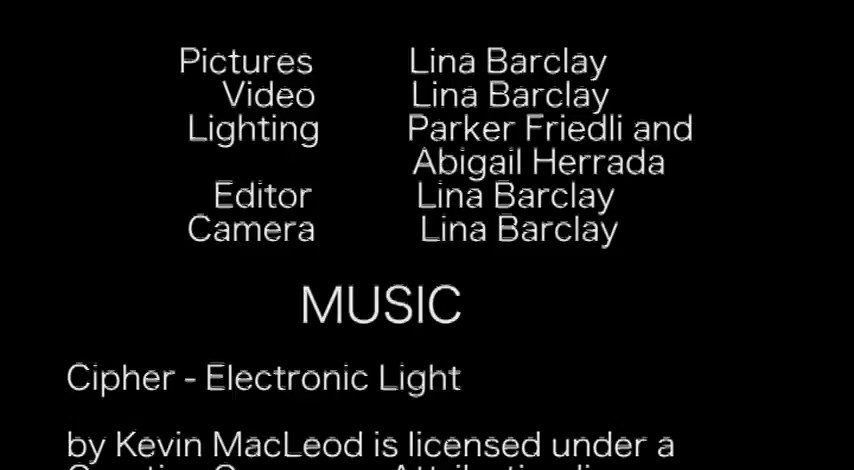 Pictures Lina Barclay
Video Lina Barclay
Lighting Parker Friedli and
Abigail Herrada
Editor Lina Barclay
Camera Lina Barclay
MUSIC
Cipher - Electronic Light
by Kevin MacLeod is licensed under a